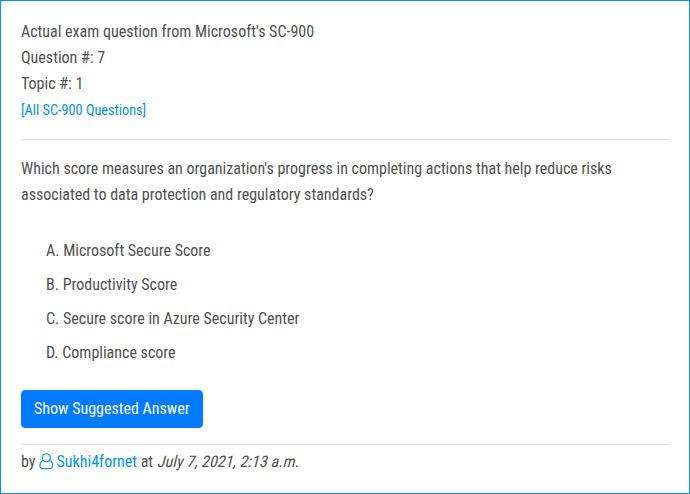 Actual exam question from Microsoft's SC-900
Question #: 7
Topic #: 1
[All SC-900 Questions]
Which score measures an organization's progress in completing actions that help reduce risks
associated to data protection and regulatory standards?
A. Microsoft Secure Score
B. Productivity Score
C. Secure score in Azure Security Center
D. Compliance score
Show Suggested Answer
by Sukhi4fornet at July 7, 2021, 2:13 a.m.